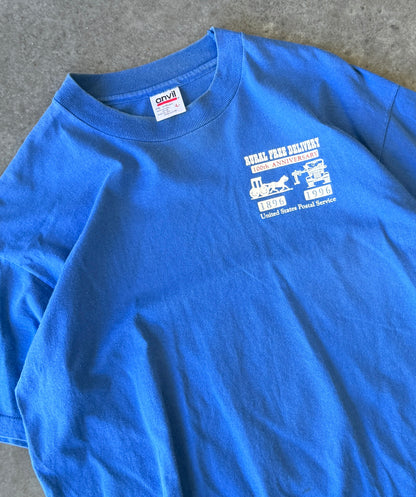 anvil
RURAL FREE DELIVERY
100th ANNIVERSARY
1896 1996
United States Postal Service